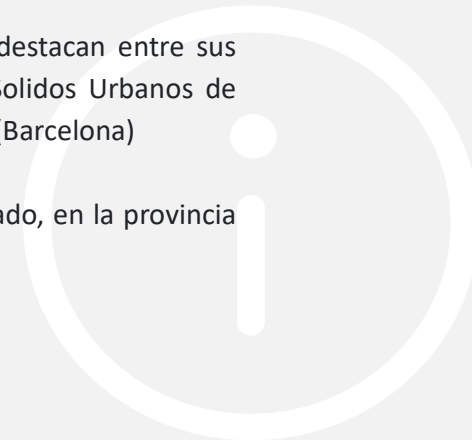 destacan entre sus
Solidos Urbanos de
(Barcelona)
ado, en la provincia